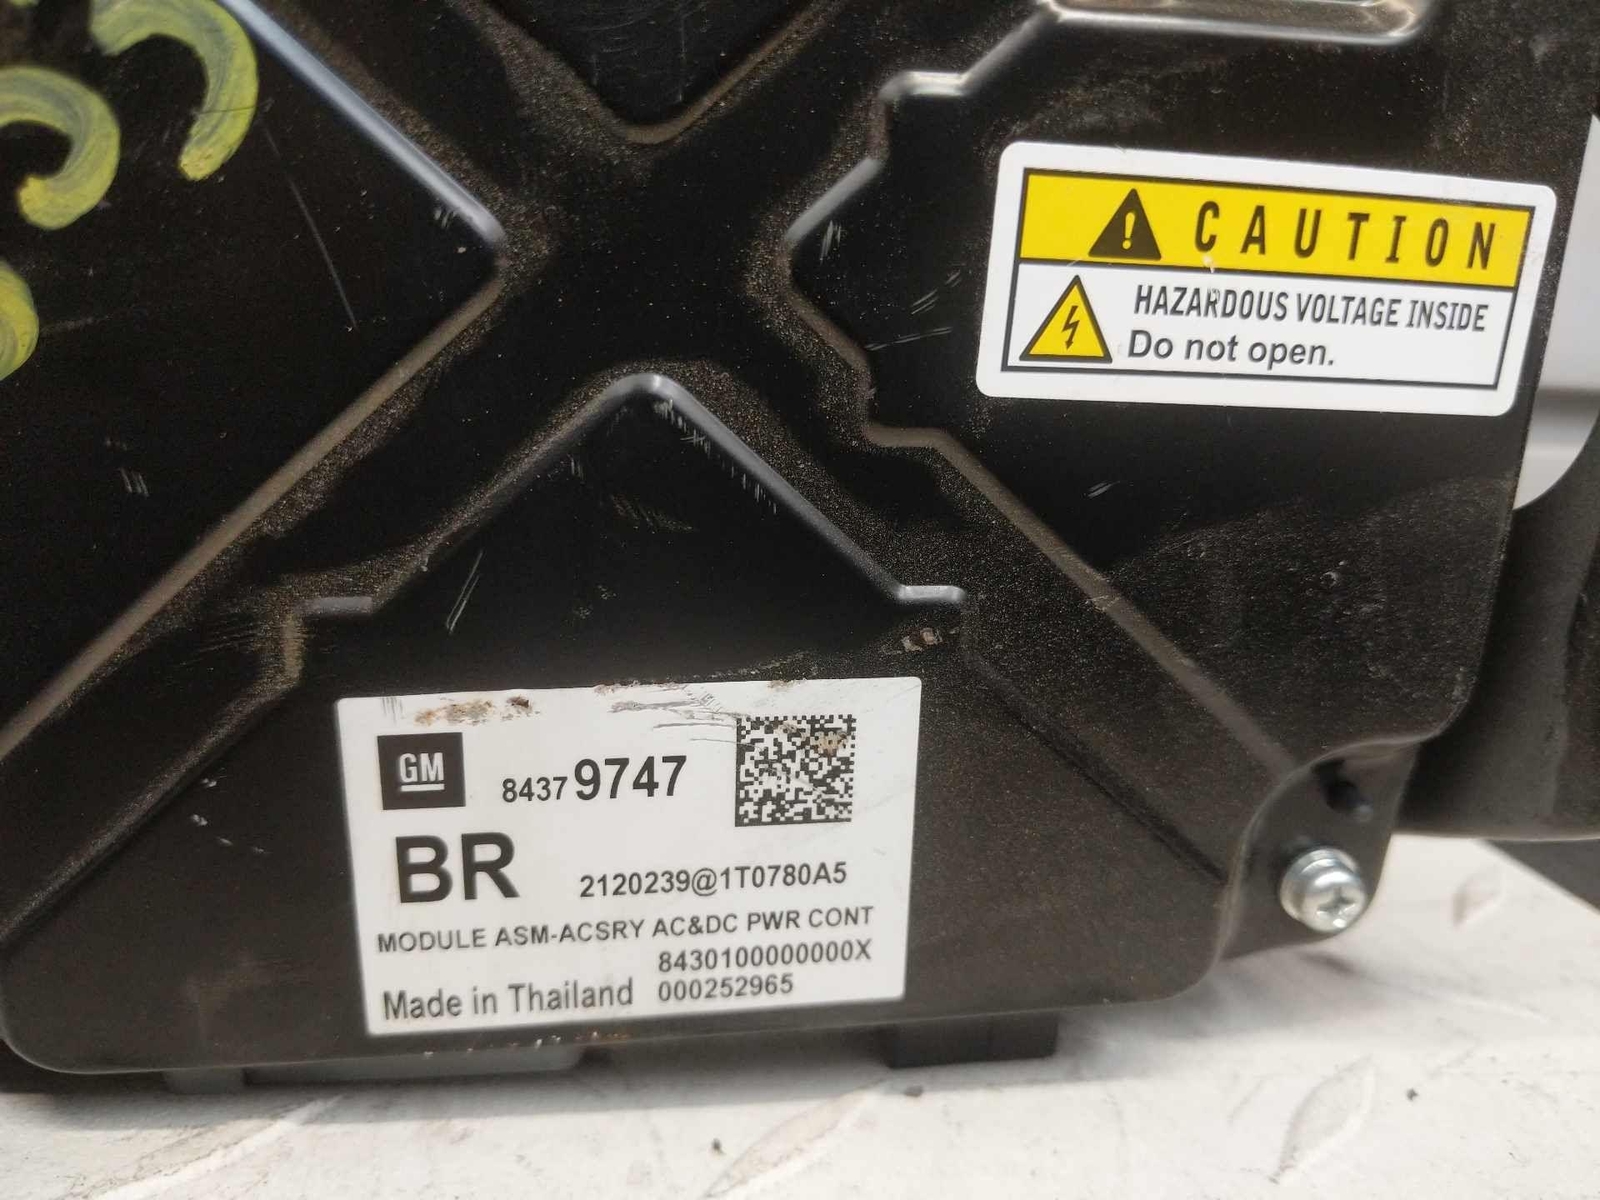 CAUTION
HAZARDOUS VOLTAGE INSIDE
Do not open.
GM
84379747
BR
2120239@1T0780A5
MODULE ASM-ACSRY AC&DC PWR CONT
8430100000000X
Made in Thailand 000252965